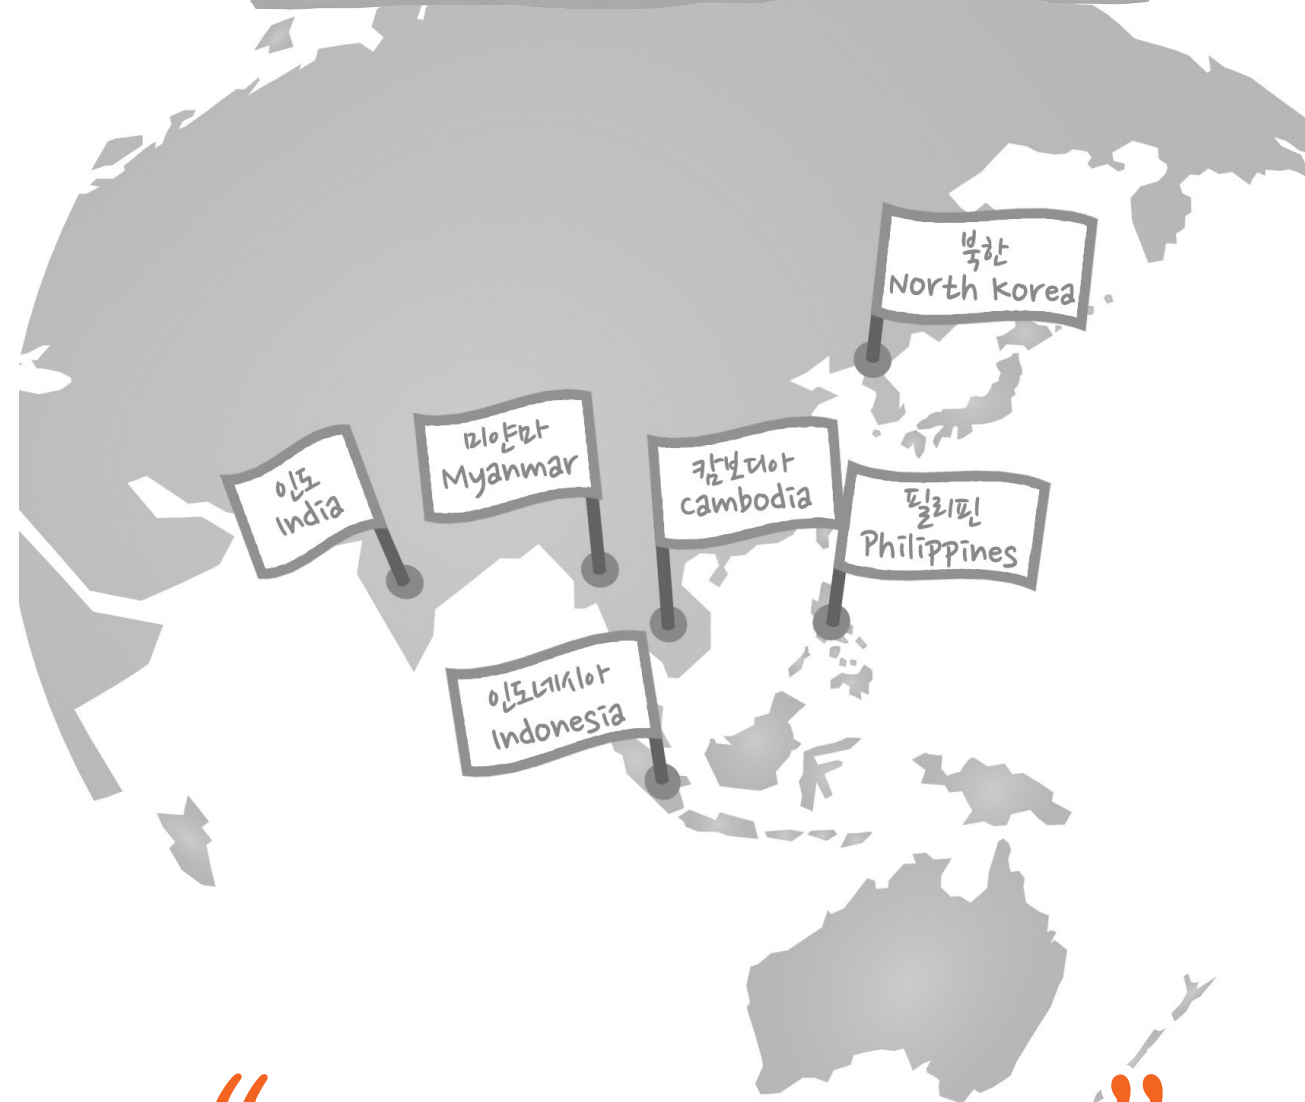 북한
North Korea
미얀마
Myanmar
인도
India
캄보디아
Cambodia
필리핀
Philippines
인도네시아
Indonesia
“ ”